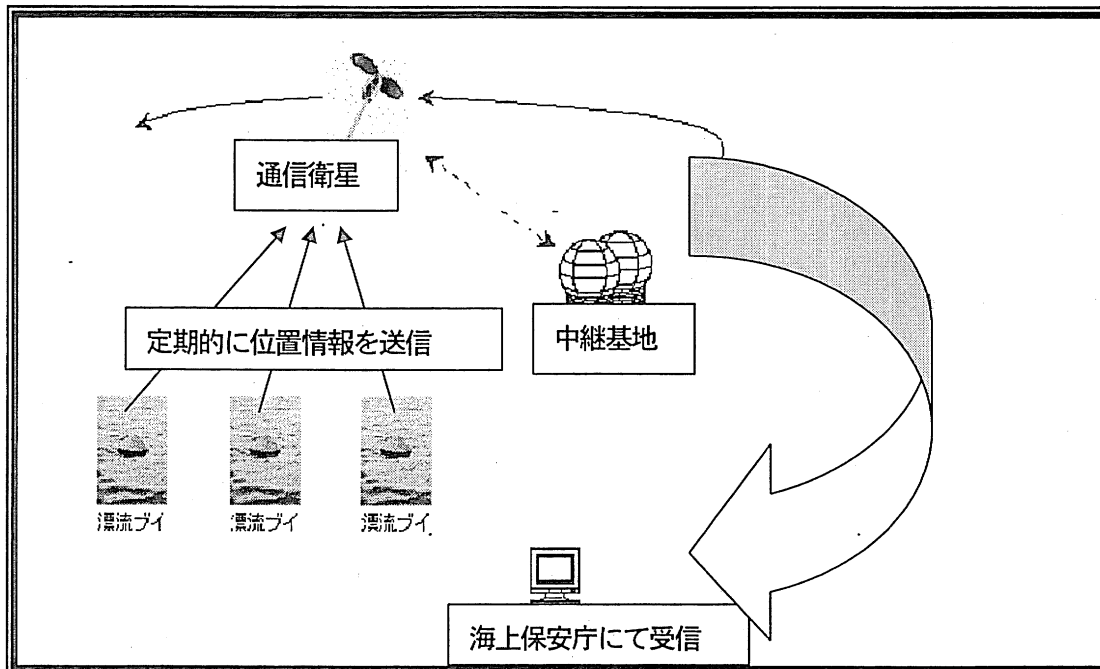 通信衛星
定期的に位置情報を送信
中継基地
漂流ブイ 漂流ブイ 漂流ブイ
海上保安庁にて受信